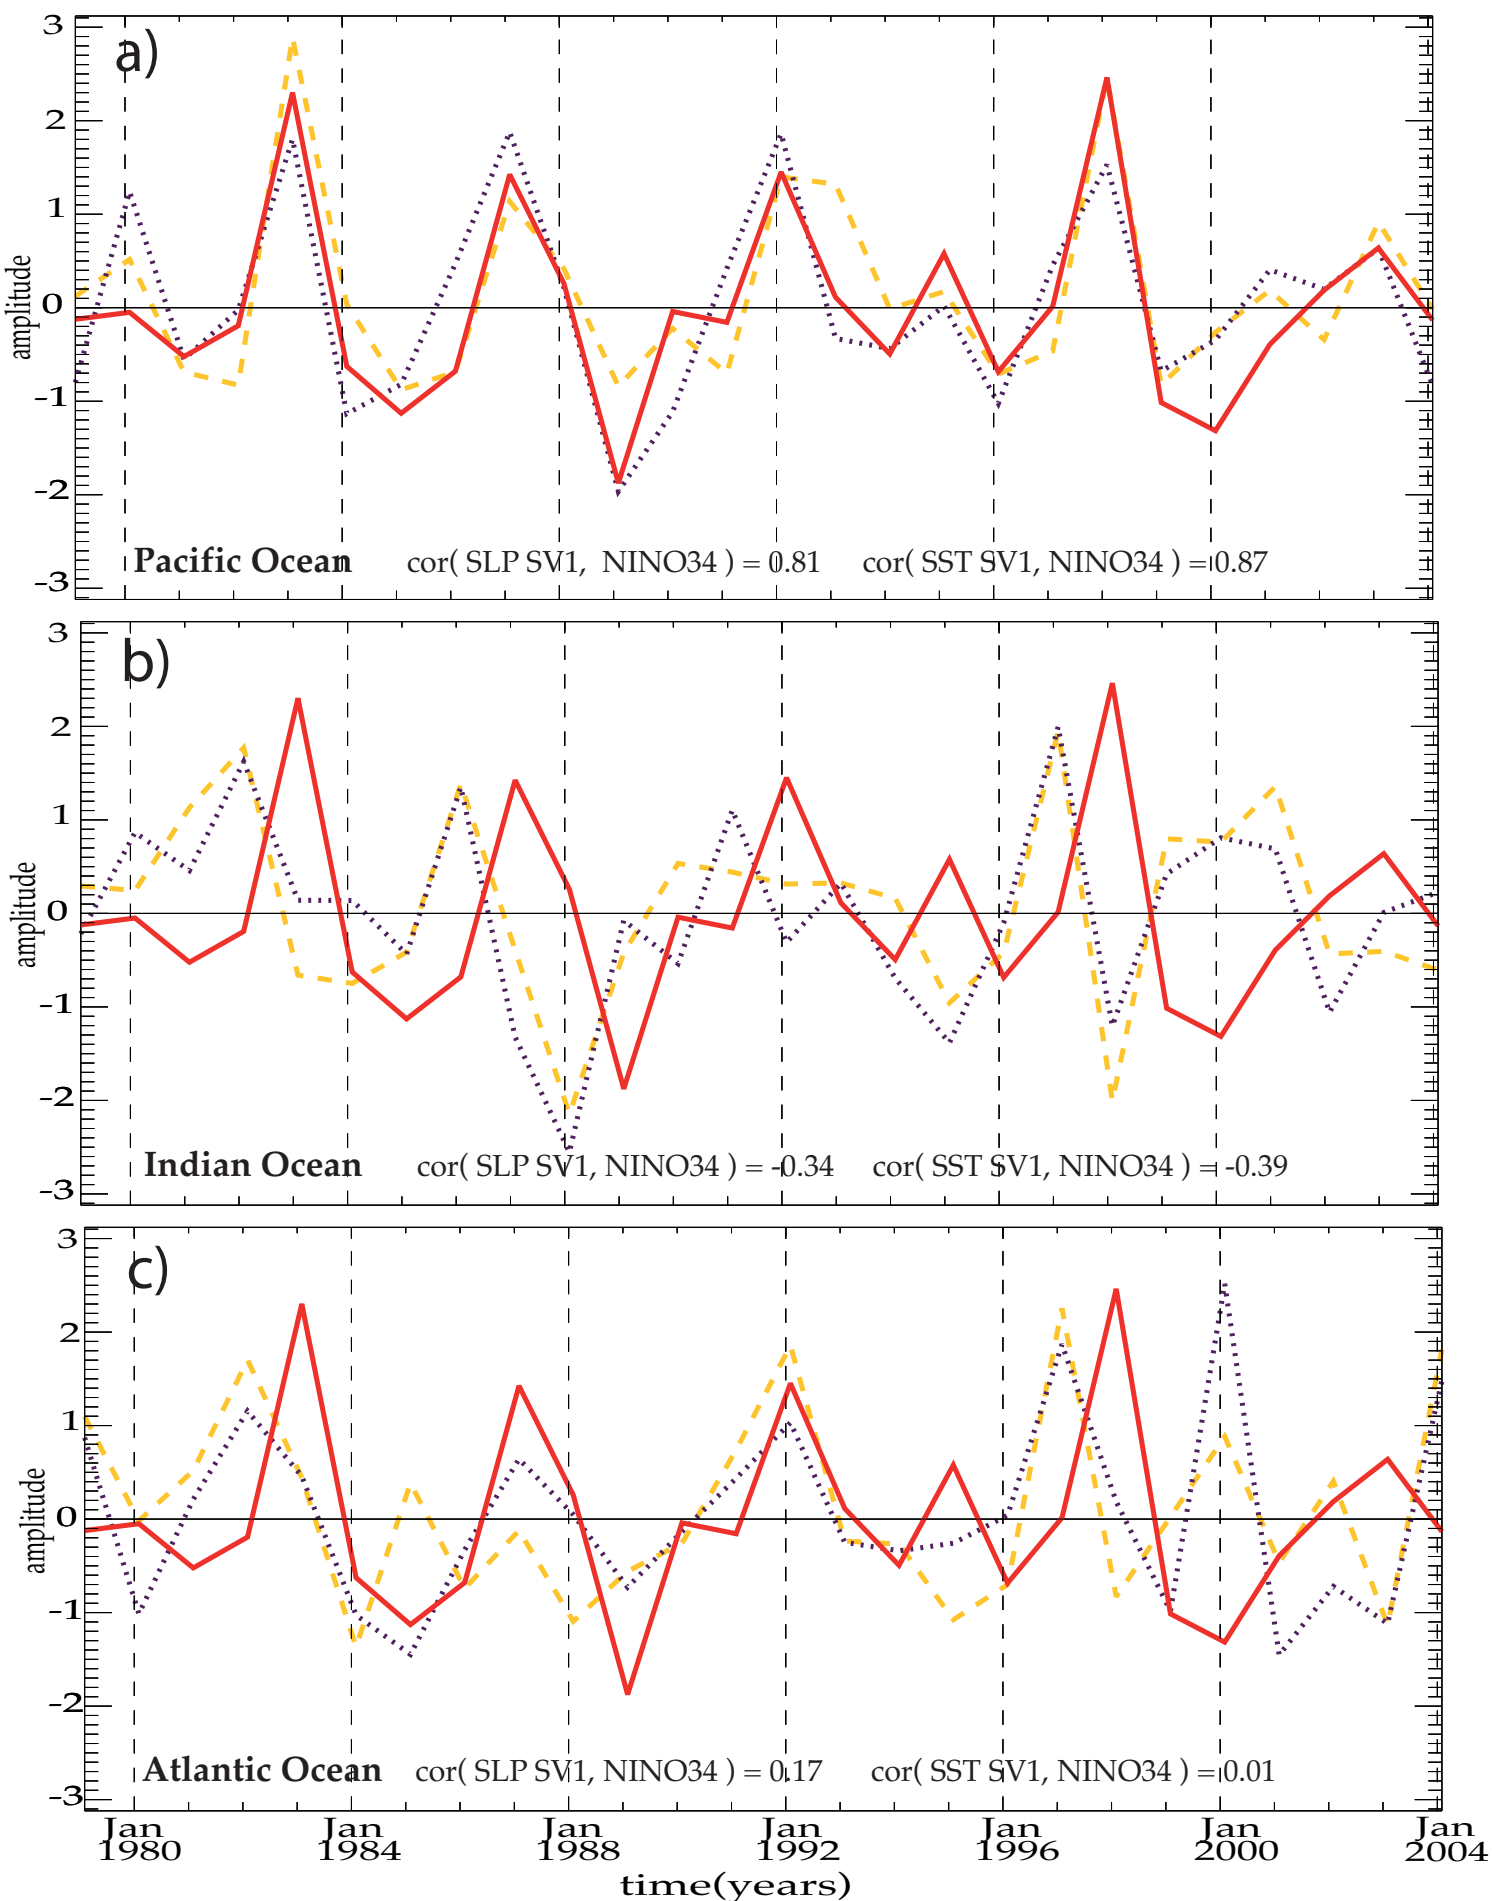 a)
3
2
1
0
-1
-2
-3
amplitude
Pacific Ocean cor( SLP SV1, NINO34 ) = 0.81 cor( SST SV1, NINO34 ) = 0.87
b)
3
2
1
0
-1
-2
-3
amplitude
Indian Ocean cor( SLP SV1, NINO34 ) = -0.34 cor( SST SV1, NINO34 ) = -0.39
c)
3
2
1
0
-1
-2
-3
amplitude
Atlantic Ocean cor( SLP SV1, NINO34 ) = 0.17 cor( SST SV1, NINO34 ) = 0.01
Jan Jan Jan Jan Jan Jan Jan
1980 1984 1988 1992 1996 2000 2004
time(years)